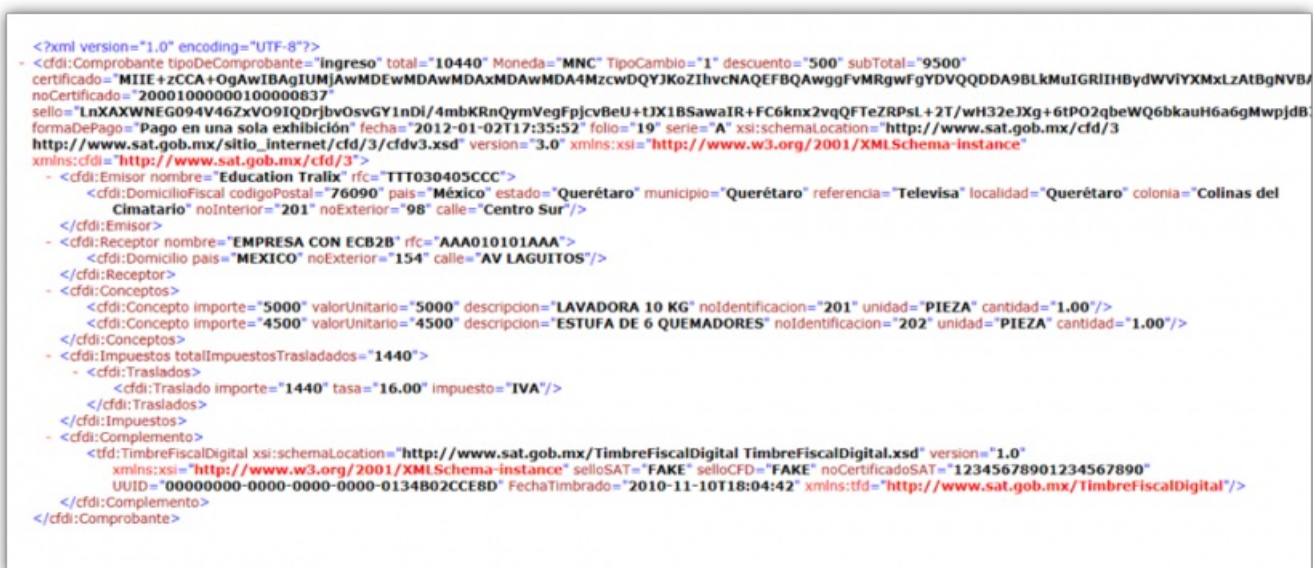 <?xml version="1.0" encoding="UTF-8"?>
- <cfdi:Comprobante tipoDeComprobante="ingreso" total="10440" Moneda="MNC" TipoCambio="1" descuento="500" subTotal="9500"
certificado="MIIE+zCCA+OgAwIBAgIUMjAwMDEwMDAwMDAxMDAwMDA4MzcwDQYJKoZIhvcNAQEFBQAwggFvMRgwFgYDVQQDDA9BLkMuIGRlIHBydWViYXMxLzAtBgNVBA
noCertificado="20001000000100000837"
sello="LnXAXWNEG094V46ZxVO9IQDrjbvOsvGY1nDi/4mbKRnQymVegFpjcvBeU+tJX1BSawaIR+FC6knx2vqQFTeZRPsL+2T/wH32eJXg+6tPO2qbeWQ6bkauH6a6gMwpjdB
formaDePago="Pago en una sola exhibición" fecha="2012-01-02T17:35:52" folio="19" serie="A" xsi:schemaLocation="http://www.sat.gob.mx/cfd/3
http://www.sat.gob.mx/sitio_internet/cfd/3/cfdv3.xsd" version="3.0" xmlns:xsi="http://www.w3.org/2001/XMLSchema-instance"
xmlns:cfdi="http://www.sat.gob.mx/cfd/3">
- <cfdi:Emisor nombre="Education Tralix" rfc="TTT030405CCC">
<cfdi:DomicilioFiscal codigoPostal="76090" pais="México" estado="Querétaro" municipio="Querétaro" referencia="Televisa" localidad="Querétaro" colonia="Colinas del
Cimatario" noInterior="201" noExterior="98" calle="Centro Sur"/>
</cfdi:Emisor>
- <cfdi:Receptor nombre="EMPRESA CON ECB2B" rfc="AAA010101AAA">
<cfdi:Domicilio pais="MEXICO" noExterior="154" calle="AV LAGUITOS"/>
</cfdi:Receptor>
- <cfdi:Conceptos>
<cfdi:Concepto importe="5000" valorUnitario="5000" descripcion="LAVADORA 10 KG" noIdentificacion="201" unidad="PIEZA" cantidad="1.00"/>
<cfdi:Concepto importe="4500" valorUnitario="4500" descripcion="ESTUFA DE 6 QUEMADORES" noIdentificacion="202" unidad="PIEZA" cantidad="1.00"/>
</cfdi:Conceptos>
- <cfdi:Impuestos totalImpuestosTrasladados="1440">
- <cfdi:Traslados>
<cfdi:Traslado importe="1440" tasa="16.00" impuesto="IVA"/>
</cfdi:Traslados>
</cfdi:Impuestos>
- <cfdi:Complemento>
<tfd:TimbreFiscalDigital xsi:schemaLocation="http://www.sat.gob.mx/TimbreFiscalDigital TimbreFiscalDigital.xsd" version="1.0"
xmlns:xsi="http://www.w3.org/2001/XMLSchema-instance" selloSAT="FAKE" selloCFD="FAKE" noCertificadoSAT="12345678901234567890"
UUID="00000000-0000-0000-0000-0134B02CCE8D" FechaTimbrado="2010-11-10T18:04:42" xmlns:tfd="http://www.sat.gob.mx/TimbreFiscalDigital"/>
</cfdi:Complemento>
</cfdi:Comprobante>